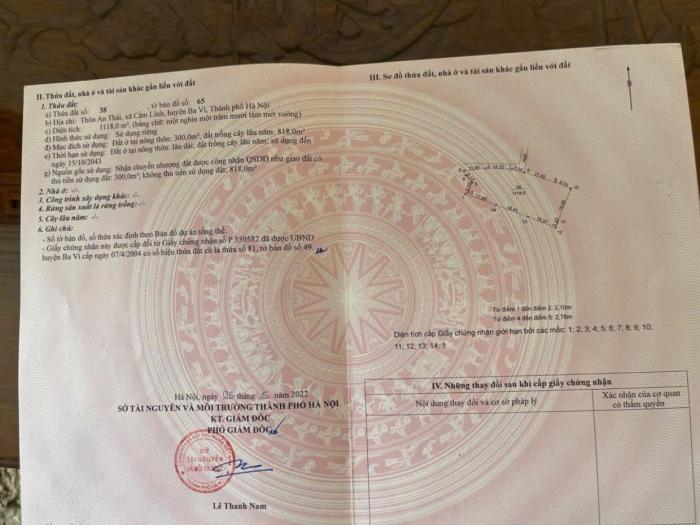 II. Thửa đất, nhà ở và tài sản khác gắn liền với đất
1. Thửa đất:
a) Thửa đất số: 38 , tờ bản đồ số: 65
b) Địa chỉ: Thôn An Thái, xã Cẩm Lĩnh, huyện Ba Vì, Thành phố Hà Nội
c) Diện tích: 1118,0 m², (bằng chữ: một nghìn một trăm mười tám mét vuông)
d) Hình thức sử dụng: Sử dụng riêng
đ) Mục đích sử dụng: Đất ở tại nông thôn: 300,0m², đất trồng cây lâu năm: 818,0m²
e) Thời hạn sử dụng: Đất ở tại nông thôn: lâu dài; đất trồng cây lâu năm: sử dụng đến
ngày 15/10/2043
g) Nguồn gốc sử dụng: Nhận chuyển nhượng đất được công nhận QSDĐ như giao đất có
thu tiền sử dụng đất: 300,0m²; không thu tiền sử dụng đất: 818,0m²
2. Nhà ở: -/-
3. Công trình xây dựng khác: -/-
4. Rừng sản xuất là rừng trồng: -/-
5. Cây lâu năm: -/-
6. Ghi chú:
- Số tờ bản đồ, số thửa xác định theo Bản đồ dự án tổng thể.
- Giấy chứng nhận này được cấp đổi từ Giấy chứng nhận số P 350582 đã được UBND
huyện Ba Vì cấp ngày 07/4/2004 có số hiệu thửa đất cũ là thửa số 81, tờ bản đồ số 49.
Hà Nội, ngày 06 tháng 5 năm 2022
SỞ TÀI NGUYÊN VÀ MÔI TRƯỜNG THÀNH PHỐ HÀ NỘI
KT. GIÁM ĐỐC
PHÓ GIÁM ĐỐC
SỞ
TÀI NGUYÊN
VÀ MÔI TRƯỜNG
Lê Thanh Nam
III. Sơ đồ thửa đất, nhà ở và tài sản khác gắn liền với đất
38
1118.0
Từ điểm 1 đến điểm 2: 2,10m
Từ điểm 4 đến điểm 5: 2,78m
Diện tích cấp Giấy chứng nhận giới hạn bởi các mốc: 1; 2; 3; 4; 5; 6; 7; 8; 9; 10;
11; 12; 13; 14; 1
IV. Những thay đổi sau khi cấp giấy chứng nhận
Nội dung thay đổi và cơ sở pháp lý
Xác nhận của cơ quan
có thẩm quyền